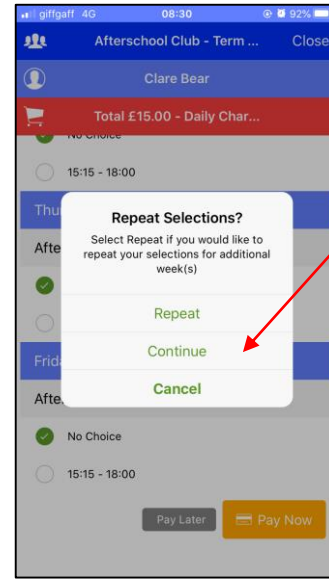 giffgaff 4G 08:30 92%
Afterschool Club - Term ... Close
Clare Bear
Total £15.00 - Daily Char...
No Choice
15:15 - 18:00
Thu
Afte
Repeat Selections?
Select Repeat if you would like to
repeat your selections for additional
week(s)
Repeat
Continue
Cancel
Frid
Afte
No Choice
15:15 - 18:00
Pay Later Pay Now